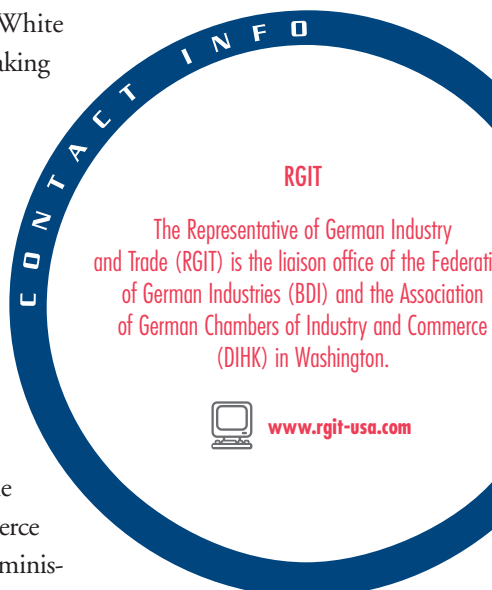 White
aking
CONTACT INFO
RGIT
The Representative of German Industry
and Trade (RGIT) is the liaison office of the Federati
of German Industries (BDI) and the Association
of German Chambers of Industry and Commerce
(DIHK) in Washington.
www.rgit-usa.com
e
erce
minis-